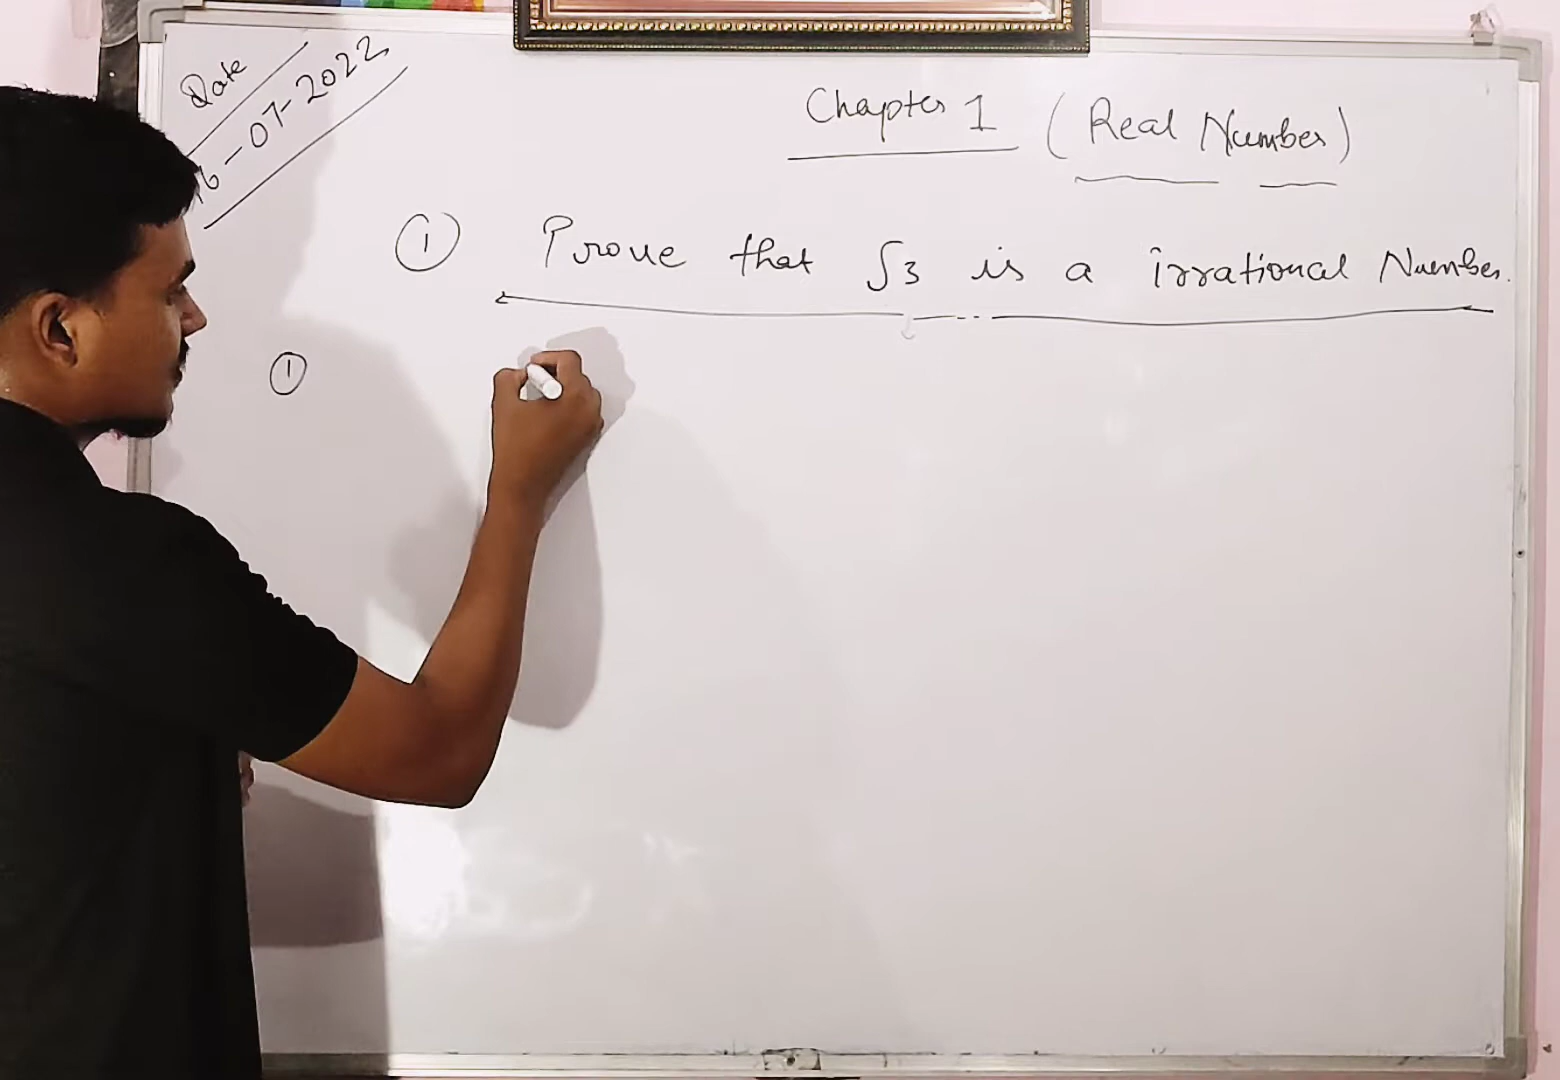 Date
16-07-2022
Chapter 1 (Real Number)
① Prove that √3 is a irrational Number.
①